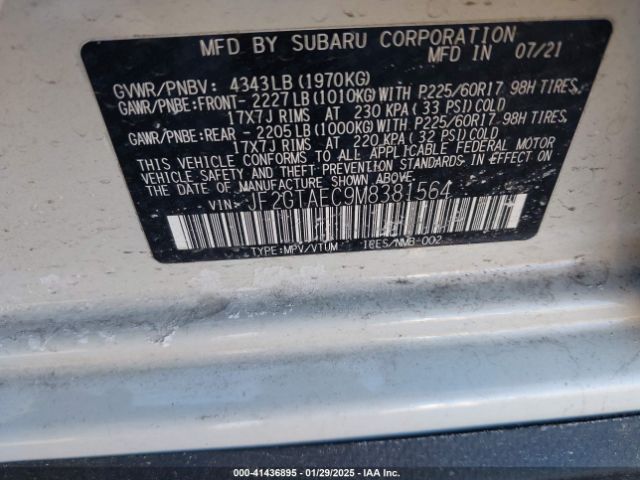 MFD BY SUBARU CORPORATION
MFD IN 07/21
GVWR/PNBV: 4343LB (1970KG)
GAWR/PNBE: FRONT- 2227LB (1010KG) WITH P225/60R17 98H TIRES,
17X7J RIMS AT 230 KPA (33 PSI) COLD
GAWR/PNBE: REAR - 2205LB (1000KG) WITH P225/60R17 98H TIRES,
17X7J RIMS AT 220 KPA (32 PSI) COLD
THIS VEHICLE CONFORMS TO ALL APPLICABLE FEDERAL MOTOR
VEHICLE SAFETY AND THEFT PREVENTION STANDARDS IN EFFECT
ON THE DATE OF MANUFACTURE SHOWN ABOVE.
VIN: JF2GTAEC9M8381564
TYPE: MPV/VTUM
000-41436895 - 01/29/2025 - IAA Inc.